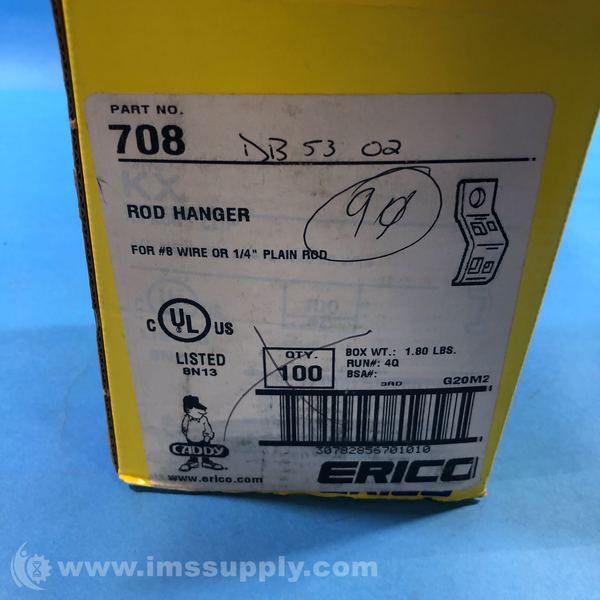 PART NO.
708 DB 53 02
KX
ROD HANGER
90
FOR #8 WIRE OR 1/4" PLAIN ROD
C UL US
LISTED
8N13
QTY.
100
BOX WT.: 1.80 LBS.
RUN#: 4Q
BSA#:
3RD
G20M2
30782856701010
CADDY
ERICO
www.erico.com
www.imssupply.com